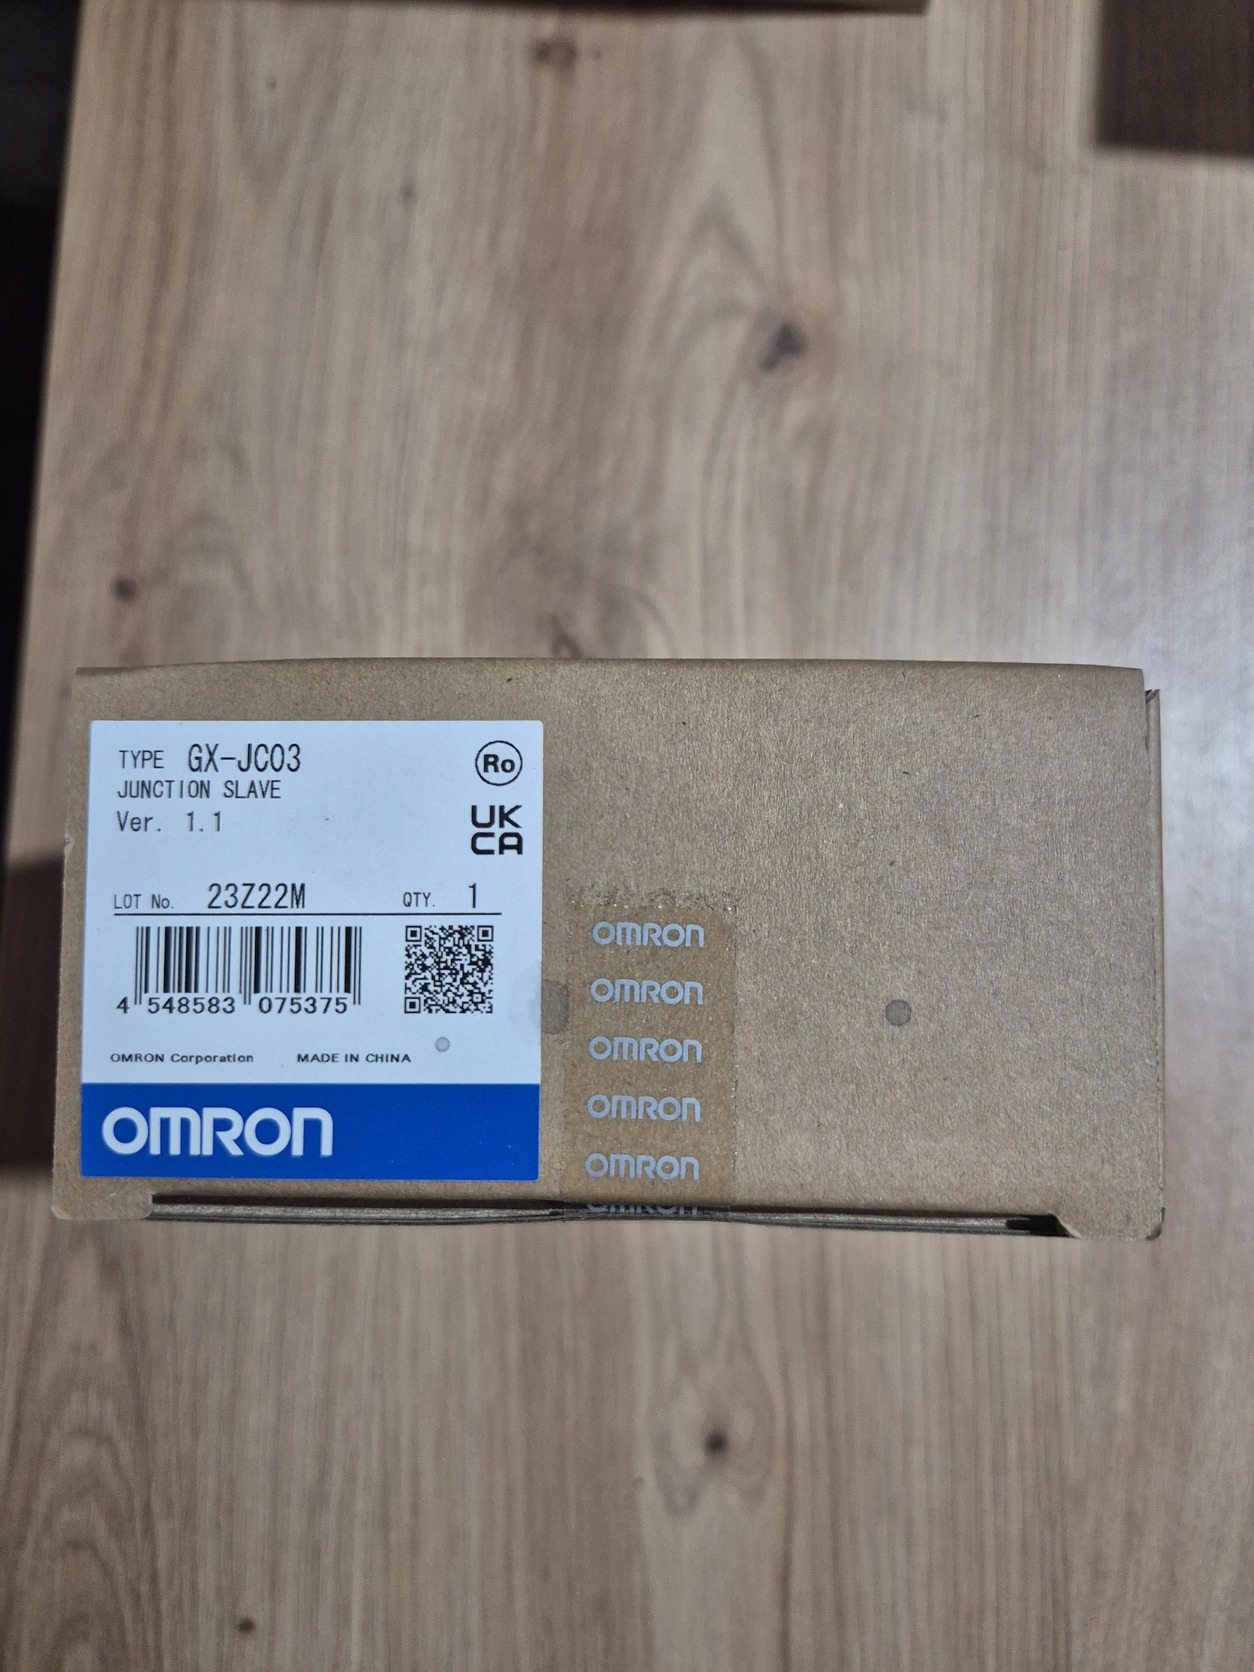 TYPE GX-JC03
JUNCTION SLAVE
Ver. 1.1
Ro
UK
CA
LOT No. 23Z22M QTY. 1
4 548583 075375
OMRON Corporation MADE IN CHINA
OMRON
OMRON
OMRON
OMRON
OMRON
OMRON
OMRON